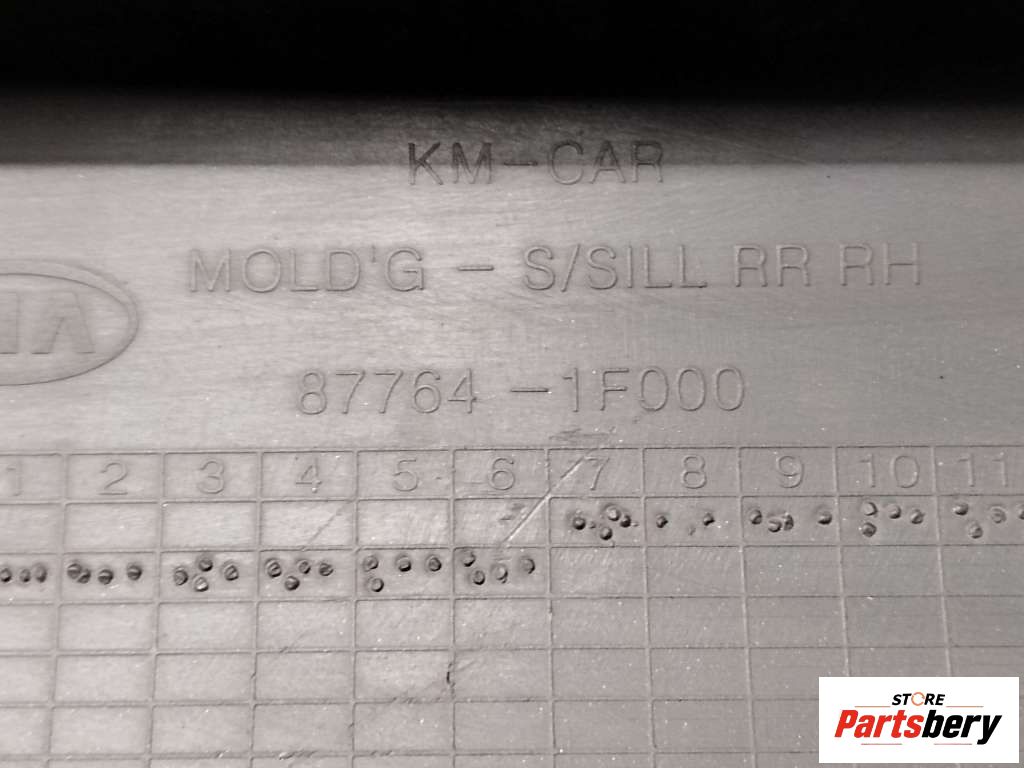 KM-CAR
MOLD'G - S/SILL RR RH
KIA
87764-1F000
1 2 3 4 5 6 7 8 9 10 11
STORE
Partsbery